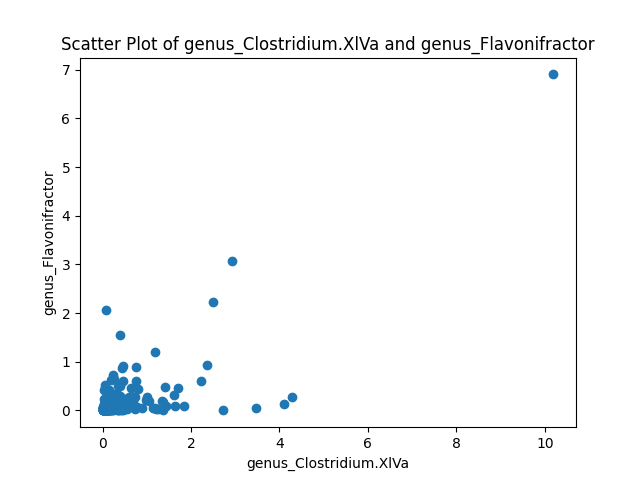 Scatter Plot of genus_Clostridium.XlVa and genus_Flavonifractor
7
6
5
4
3
2
1
0
genus_Flavonifractor
0 2 4 6 8 10
genus_Clostridium.XlVa